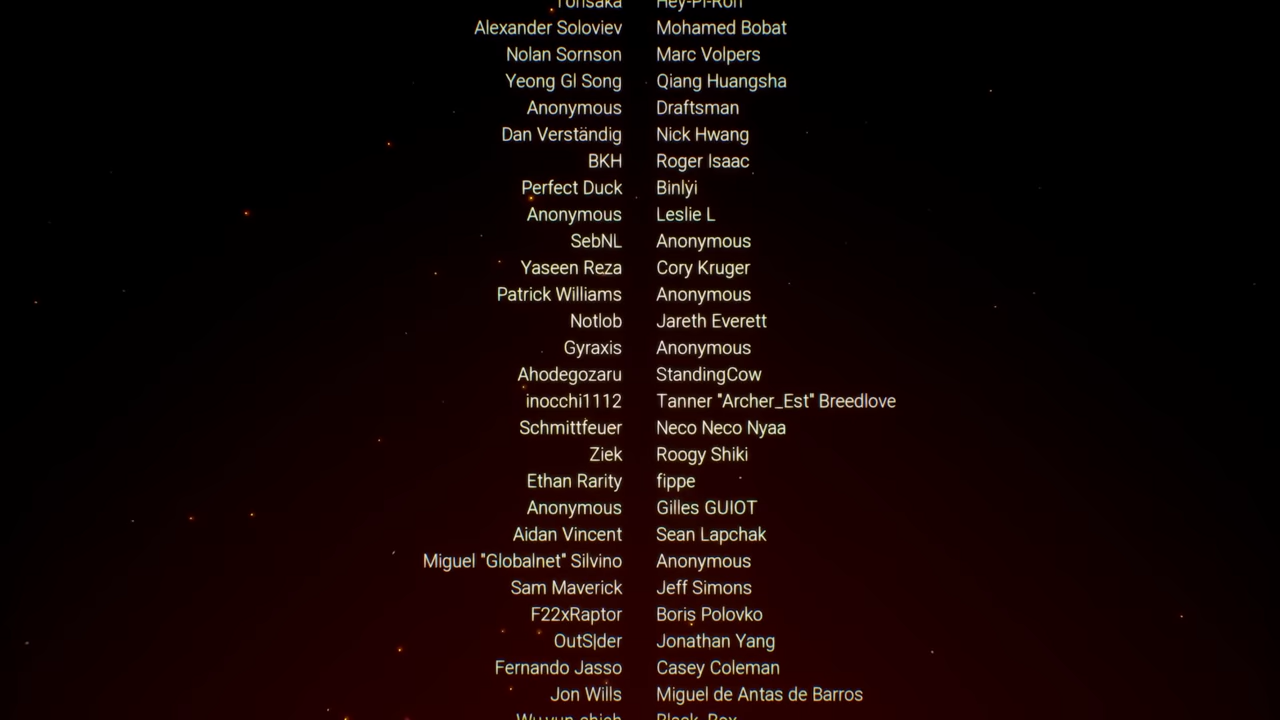 Torisaka Hey-Pi-Ron
Alexander Soloviev Mohamed Bobat
Nolan Sornson Marc Volpers
Yeong Gl Song Qiang Huangsha
Anonymous Draftsman
Dan Verständig Nick Hwang
BKH Roger Isaac
Perfect Duck Binlyi
Anonymous Leslie L
SebNL Anonymous
Yaseen Reza Cory Kruger
Patrick Williams Anonymous
Notlob Jareth Everett
Gyraxis Anonymous
Ahodegozaru StandingCow
inocchi1112 Tanner "Archer_Est" Breedlove
Schmittfeuer Neco Neco Nyaa
Ziek Roogy Shiki
Ethan Rarity fippe
Anonymous Gilles GUIOT
Aidan Vincent Sean Lapchak
Miguel "Globalnet" Silvino Anonymous
Sam Maverick Jeff Simons
F22xRaptor Boris Polovko
OutS|der Jonathan Yang
Fernando Jasso Casey Coleman
Jon Wills Miguel de Antas de Barros